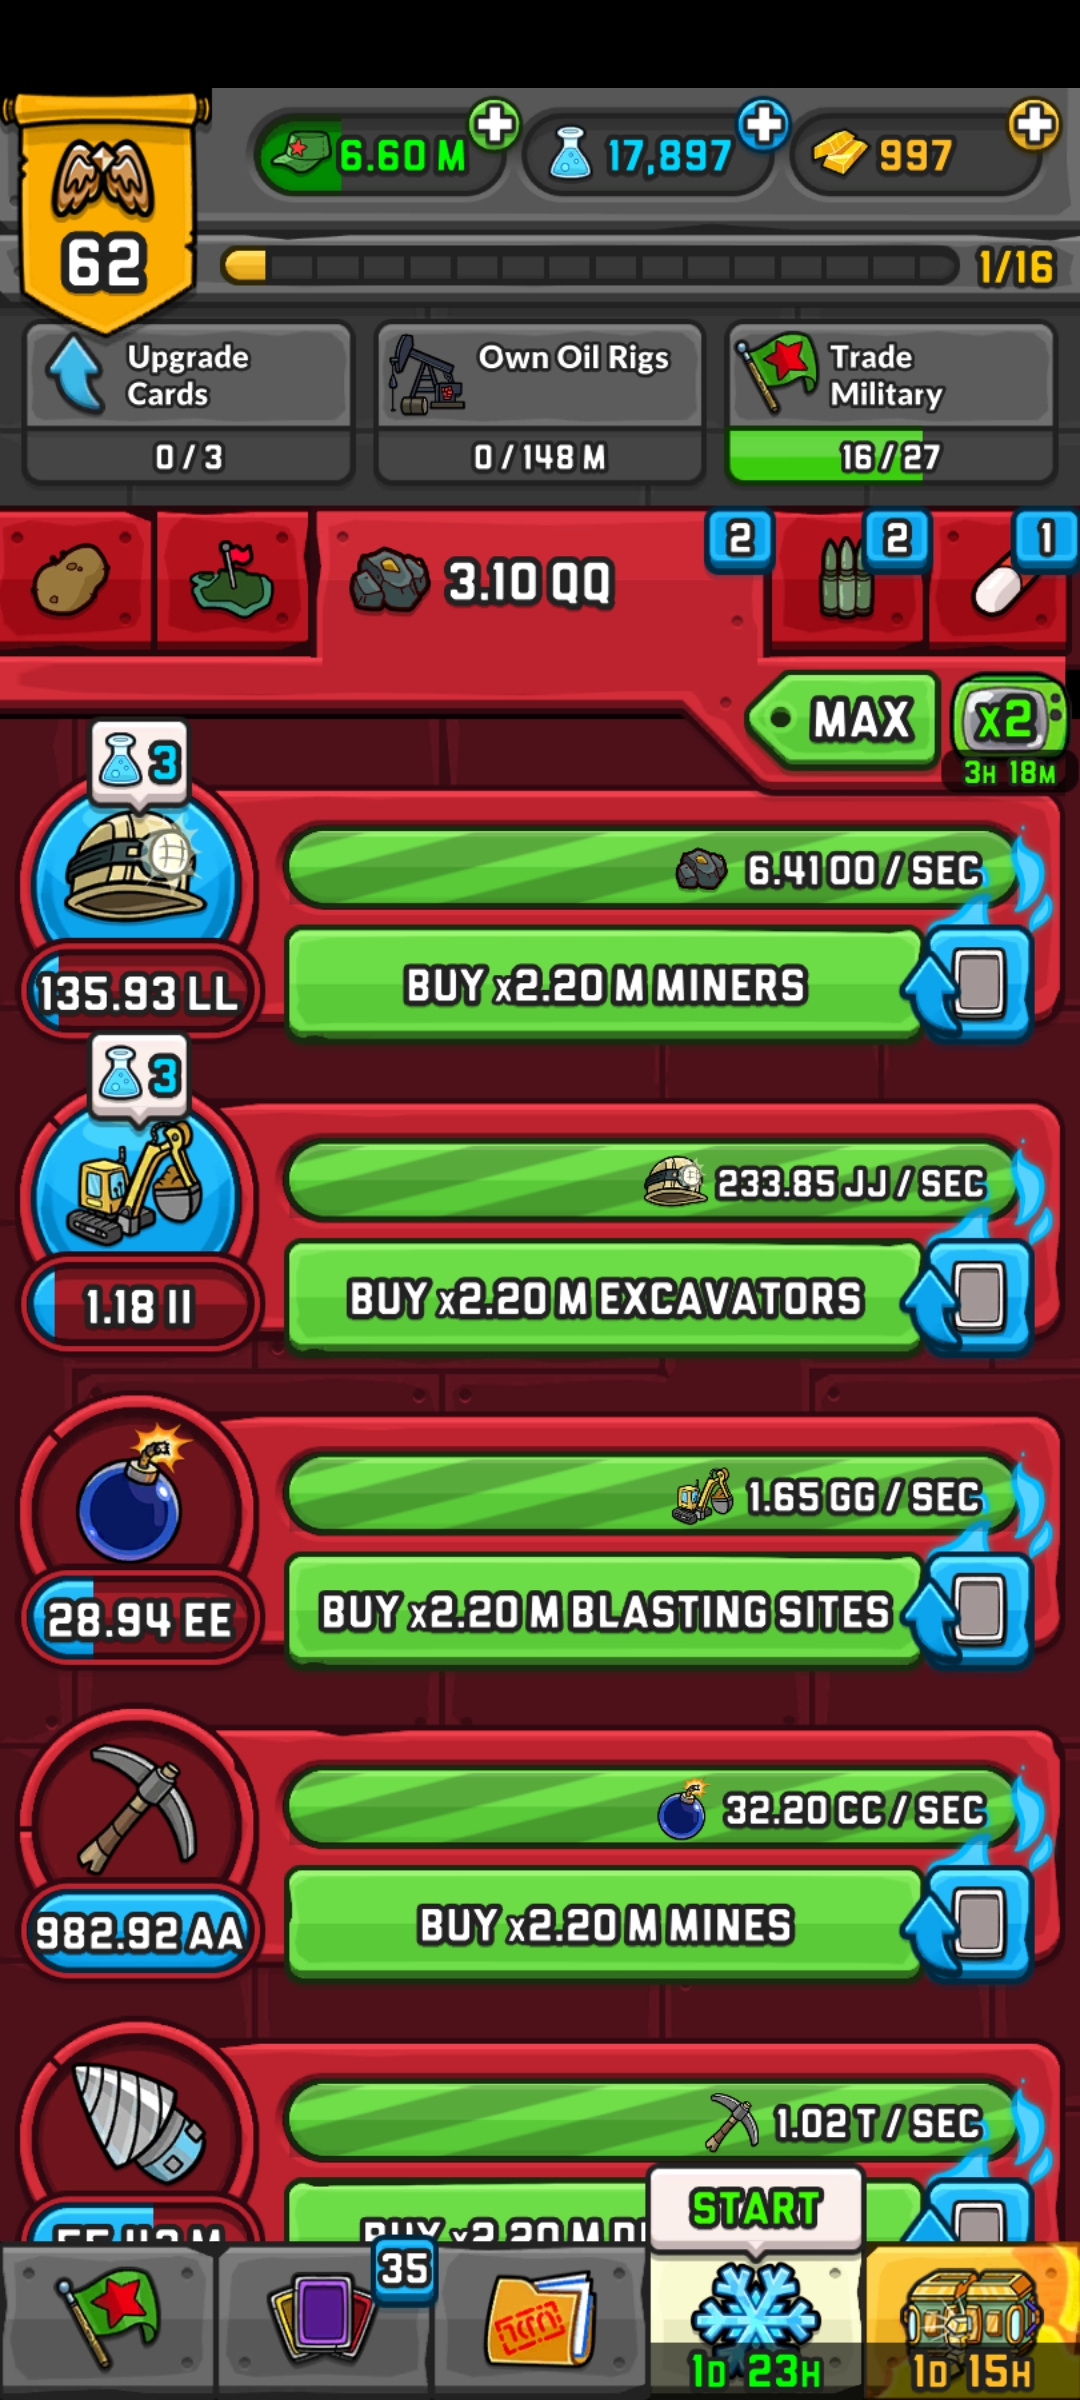 6.60 M
17,897
997
62
1/16
Upgrade
Cards
0 / 3
Own Oil Rigs
0 / 148 M
Trade
Military
16 / 27
3.10 QQ
2
2
1
MAX
x2
3H 18M
3
6.41 OO / SEC
135.93 LL
BUY x2.20 M MINERS
3
233.85 JJ / SEC
1.18 II
BUY x2.20 M EXCAVATORS
1.65 GG / SEC
28.94 EE
BUY x2.20 M BLASTING SITES
32.20 CC / SEC
982.92 AA
BUY x2.20 M MINES
1.02 T / SEC
BUY x2.20 M
START
35
1D 23H
1D 15H